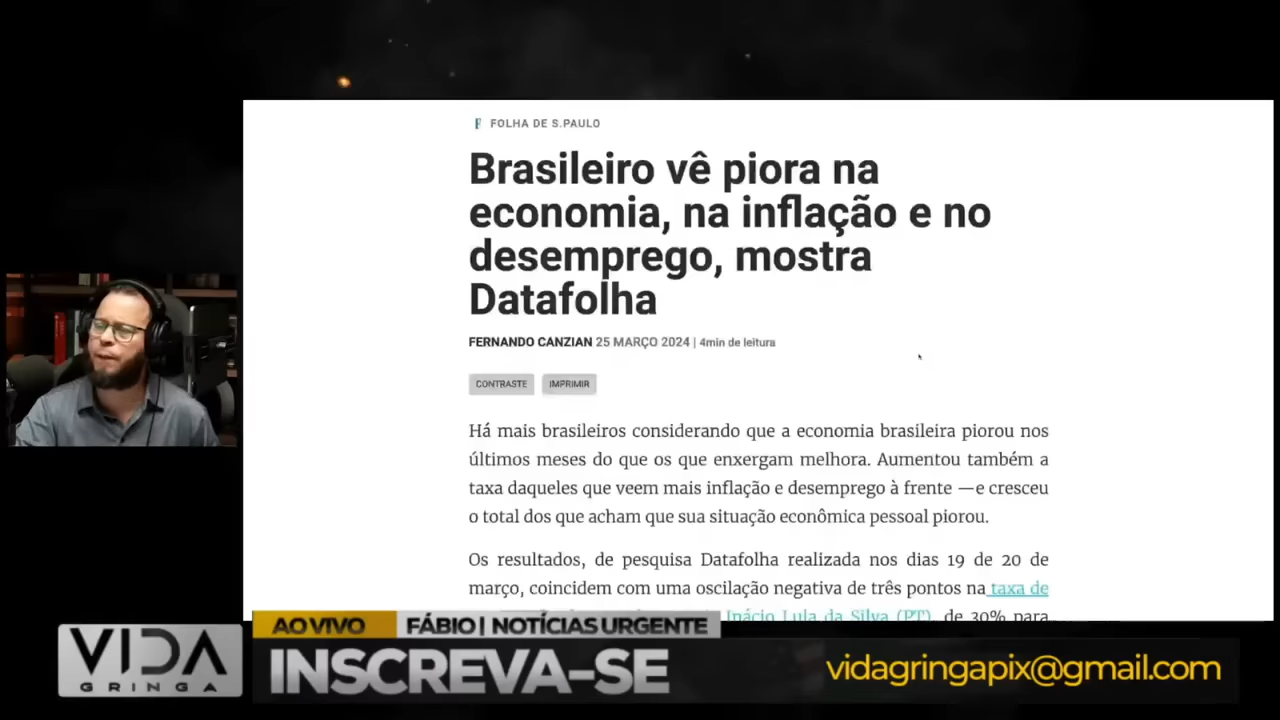 FOLHA DE S.PAULO
Brasileiro vê piora na
economia, na inflação e no
desemprego, mostra
Datafolha
FERNANDO CANZIAN 25 MARÇO 2024 | 4min de leitura
CONTRASTE IMPRIMIR
Há mais brasileiros considerando que a economia brasileira piorou nos
últimos meses do que os que enxergam melhora. Aumentou também a
taxa daqueles que veem mais inflação e desemprego à frente —e cresceu
o total dos que acham que sua situação econômica pessoal piorou.
Os resultados, de pesquisa Datafolha realizada nos dias 19 de 20 de
março, coincidem com uma oscilação negativa de três pontos na taxa de
Inácio Lula da Silva (PT), de 30% para
AO VIVO FÁBIO | NOTÍCIAS URGENTE
VIDA
GRINGA
INSCREVA-SE
vidagringapix@gmail.com